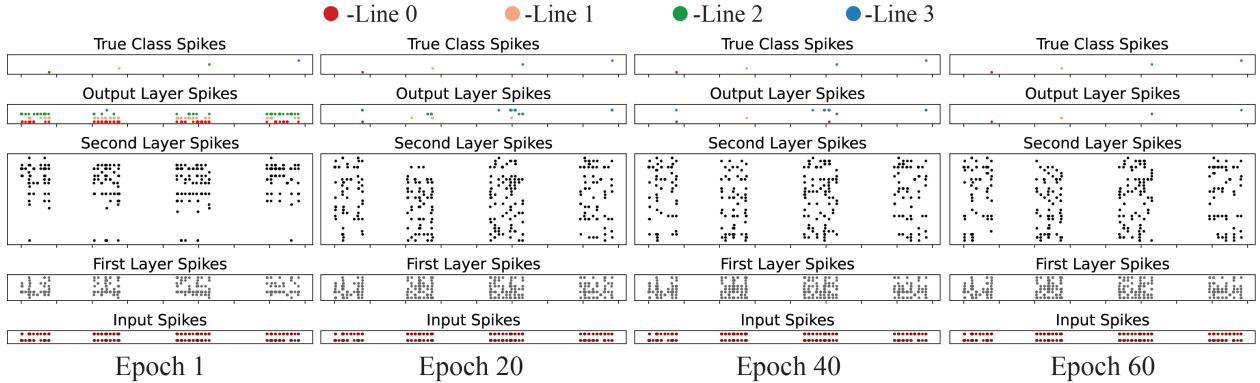 -Line 0 -Line 1 -Line 2 -Line 3
True Class Spikes True Class Spikes True Class Spikes True Class Spikes
Output Layer Spikes Output Layer Spikes Output Layer Spikes Output Layer Spikes
Second Layer Spikes Second Layer Spikes Second Layer Spikes Second Layer Spikes
First Layer Spikes First Layer Spikes First Layer Spikes First Layer Spikes
Input Spikes Input Spikes Input Spikes Input Spikes
Epoch 1 Epoch 20 Epoch 40 Epoch 60